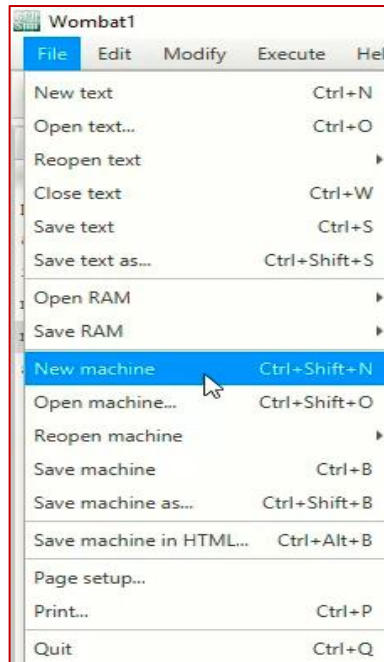 Wombat1
File Edit Modify Execute Hel
New text Ctrl+N
Open text... Ctrl+O
Reopen text
Close text Ctrl+W
Save text Ctrl+S
Save text as... Ctrl+Shift+S
Open RAM
Save RAM
New machine Ctrl+Shift+N
Open machine... Ctrl+Shift+O
Reopen machine
Save machine Ctrl+B
Save machine as... Ctrl+Shift+B
Save machine in HTML... Ctrl+Alt+B
Page setup...
Print... Ctrl+P
Quit Ctrl+Q